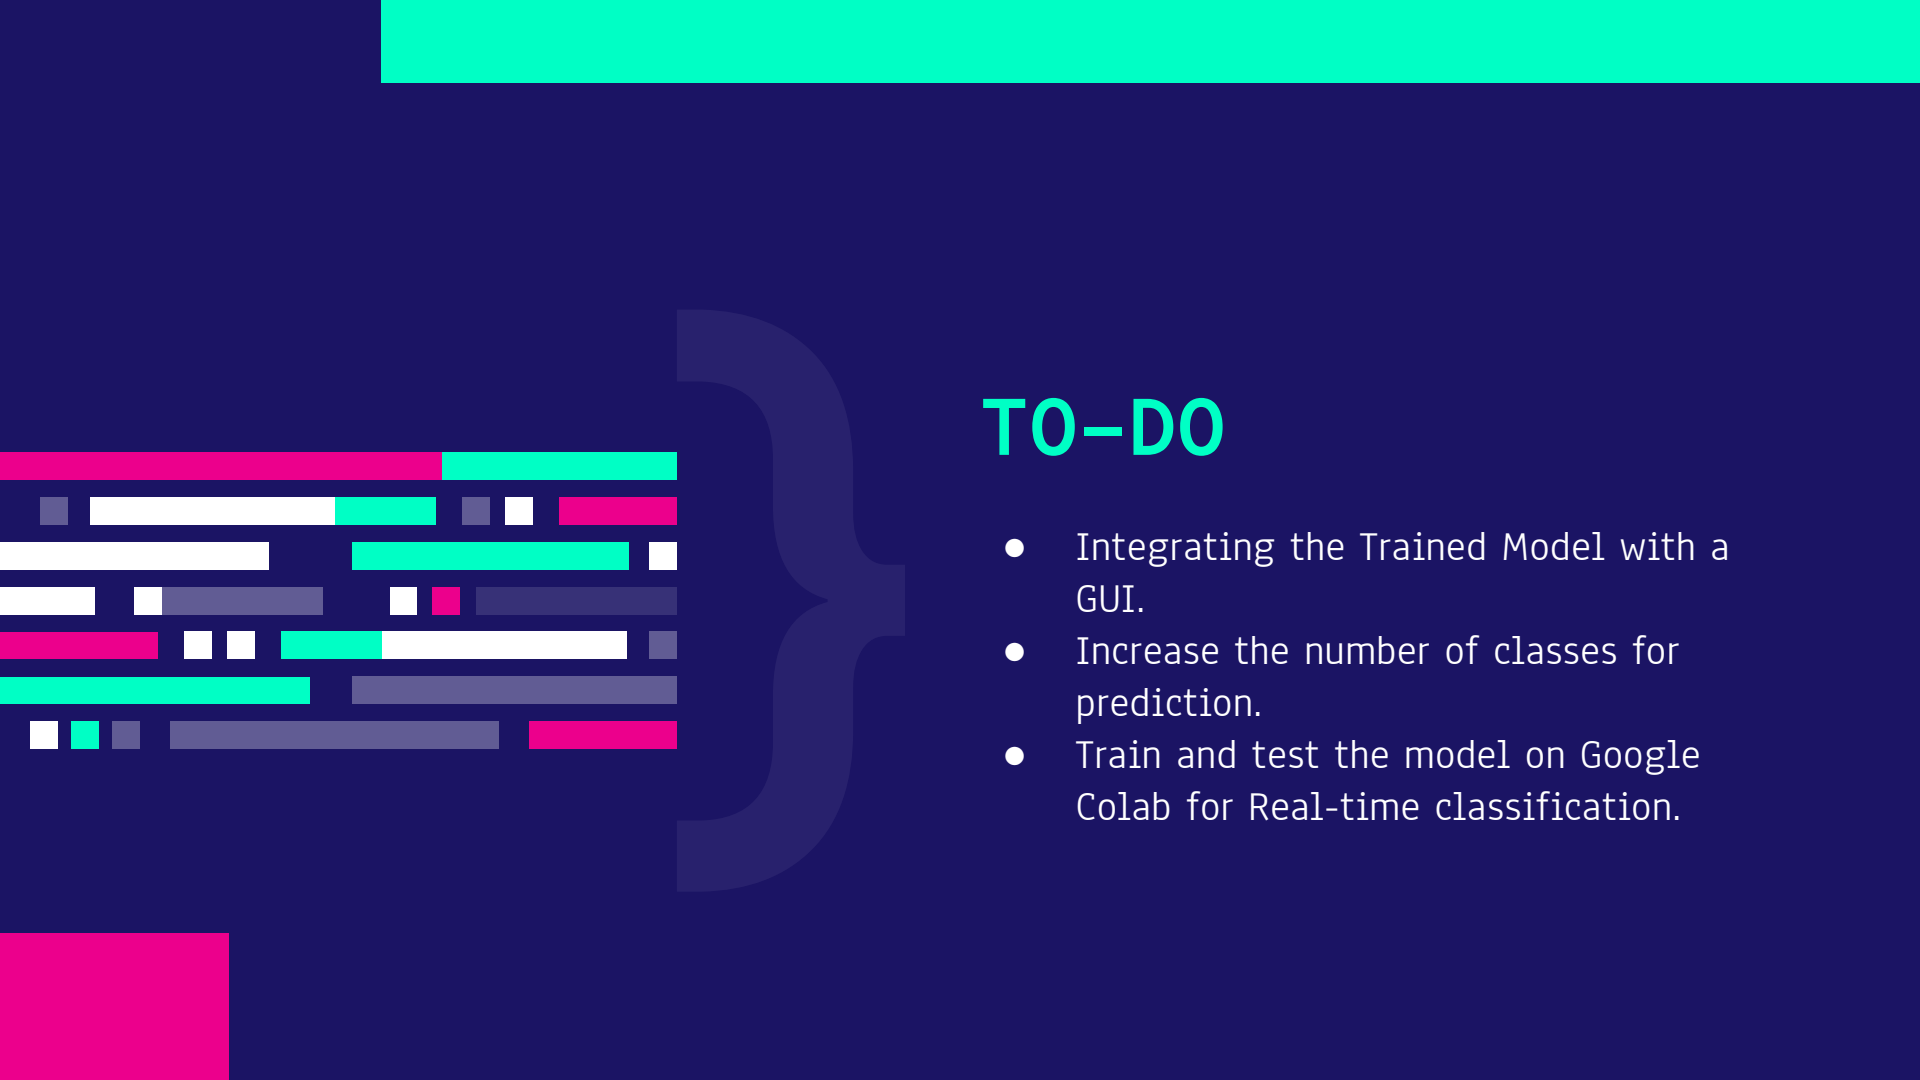 TO-DO
● Integrating the Trained Model with a
GUI.
● Increase the number of classes for
prediction.
● Train and test the model on Google
Colab for Real-time classification.
}